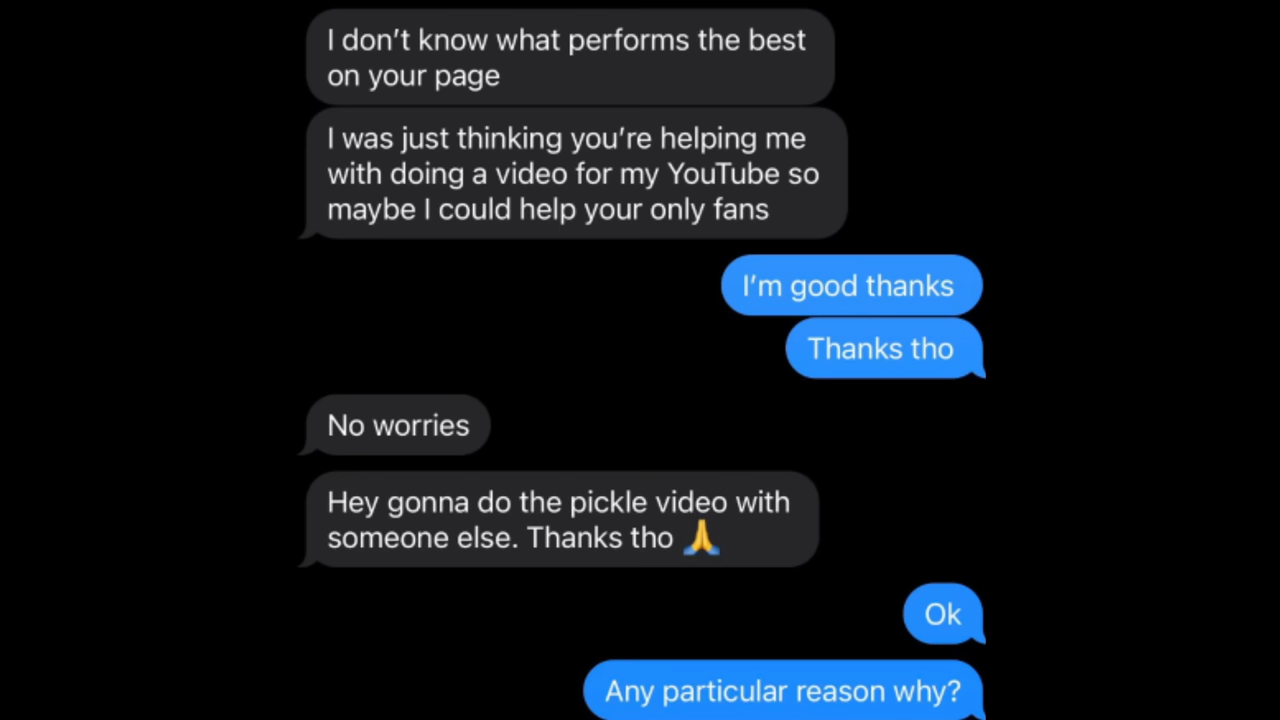 I don’t know what performs the best
on your page
I was just thinking you’re helping me
with doing a video for my YouTube so
maybe I could help your only fans
I’m good thanks
Thanks tho
No worries
Hey gonna do the pickle video with
someone else. Thanks tho 🙏
Ok
Any particular reason why?